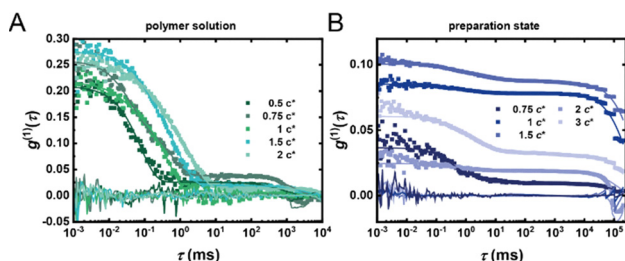 A
polymer solution
g⁽¹⁾(τ)
0.30
0.25
0.20
0.15
0.10
0.05
0.00
-0.05
0.5 c*
0.75 c*
1 c*
1.5 c*
2 c*
10⁻³ 10⁻² 10⁻¹ 10⁰ 10¹ 10² 10³ 10⁴
τ (ms)
B
preparation state
g⁽¹⁾(τ)
0.10
0.05
0.00
0.75 c* 2 c*
1 c* 3 c*
1.5 c*
10⁻³ 10⁻² 10⁻¹ 10⁰ 10¹ 10² 10³ 10⁴ 10⁵
τ (ms)